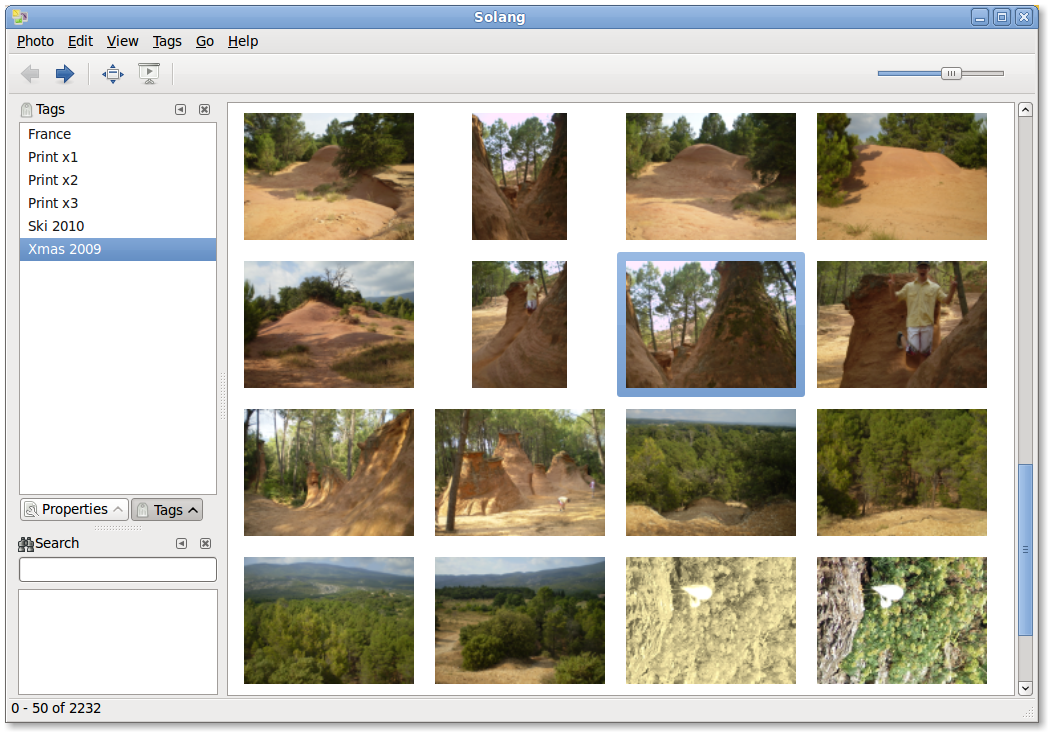 Solang
Photo Edit View Tags Go Help
Tags
France
Print x1
Print x2
Print x3
Ski 2010
Xmas 2009
Properties Tags
Search
0 - 50 of 2232